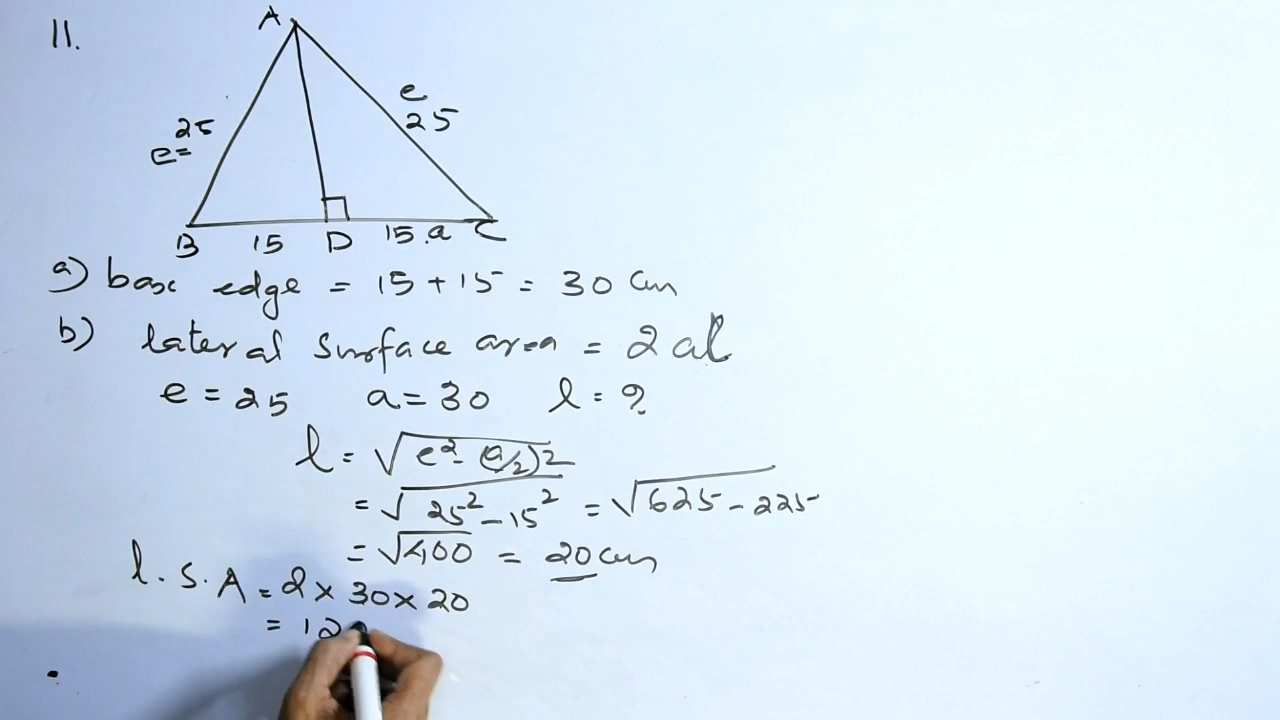 11.
A
e
25
25
e=
B 15 D 15 a C
a) base edge = 15 + 15 = 30 cm
b) lateral surface area = 2al
e = 25 a = 30 l = ?
l = √e² - (a/2)2
= √25² - 15² = √625 - 225
= √400 = 20 cm
l. S. A = 2 x 30 x 20
= 12